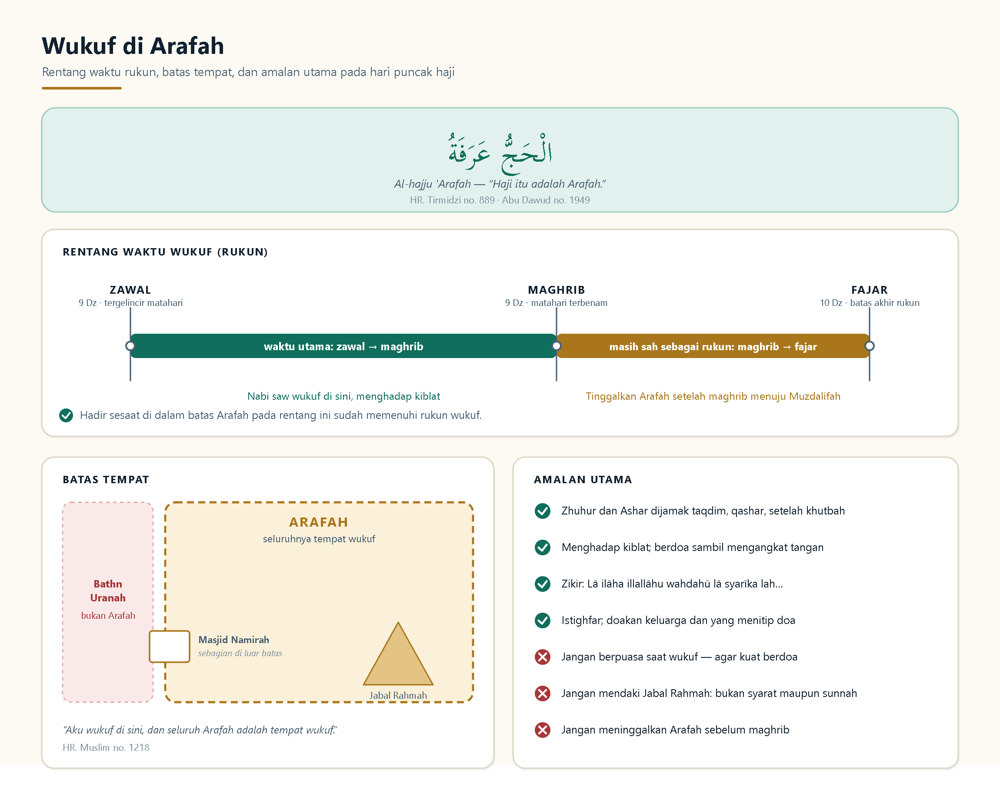 Wukuf di Arafah
Rentang waktu rukun, batas tempat, dan amalan utama pada hari puncak haji
الْحَجُّ عَرَفَةُ
Al-hajju ‘Arafah — “Haji itu adalah Arafah.”
HR. Tirmidzi no. 889 · Abu Dawud no. 1949
RENTANG WAKTU WUKUF (RUKUN)
ZAWAL
9 Dz · tergelincir matahari
MAGHRIB
9 Dz · matahari terbenam
FAJAR
10 Dz · batas akhir rukun
waktu utama: zawal → maghrib
masih sah sebagai rukun: maghrib → fajar
Nabi saw wukuf di sini, menghadap kiblat
Tinggalkan Arafah setelah maghrib menuju Muzdalifah
Hadir sesaat di dalam batas Arafah pada rentang ini sudah memenuhi rukun wukuf.
BATAS TEMPAT
ARAFAH
seluruhnya tempat wukuf
Bathn
Uranah
bukan Arafah
Masjid Namirah
sebagian di luar batas
Jabal Rahmah
“Aku wukuf di sini, dan seluruh Arafah adalah tempat wukuf.”
HR. Muslim no. 1218
AMALAN UTAMA
Zhuhur dan Ashar dijamak taqdim, qashar, setelah khutbah
Menghadap kiblat; berdoa sambil mengangkat tangan
Zikir: Lā ilāha illallāhu wahdahū lā syarīka lah…
Istighfar; doakan keluarga dan yang menitip doa
Jangan berpuasa saat wukuf — agar kuat berdoa
Jangan mendaki Jabal Rahmah: bukan syarat maupun sunnah
Jangan meninggalkan Arafah sebelum maghrib